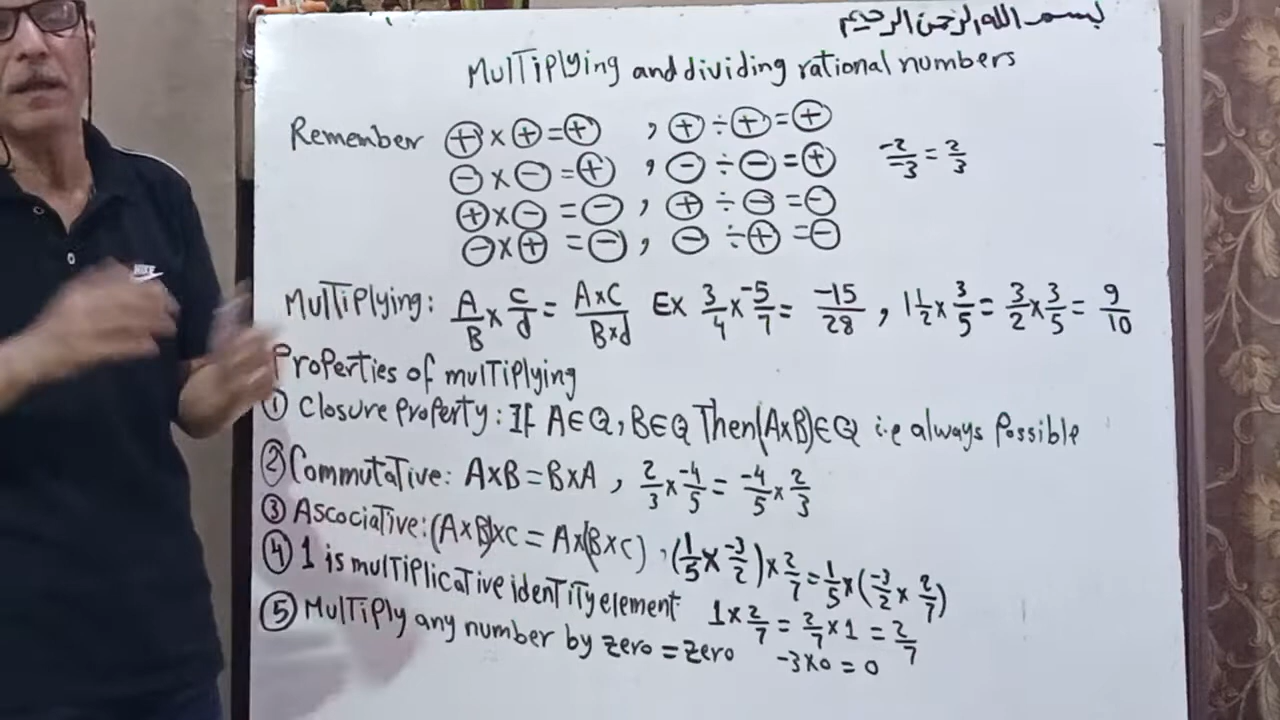 بسم الله الرحمن الرحيم
Multiplying and dividing rational numbers
Remember ⊕ × ⊕ = ⊕ , ⊕ ÷ ⊕ = ⊕
⊖ × ⊖ = ⊕ , ⊖ ÷ ⊖ = ⊕ -2/-3 = 2/3
⊕ × ⊖ = ⊖ , ⊕ ÷ ⊖ = ⊖
⊖ × ⊕ = ⊖ , ⊖ ÷ ⊕ = ⊖
Multiplying: A/B × c/d = A×c/B×d Ex 3/4 × -5/7 = -15/28 , 1 1/2 × 3/5 = 3/2 × 3/5 = 9/10
Properties of multiplying
① Closure Property: If A∈Q, B∈Q Then (A×B)∈Q i.e always Possible
② Commutative: A×B = B×A , 2/3 × -4/5 = -4/5 × 2/3
③ Ascociative: (A×B)×C = A×(B×C) , (1/5 × -3/2) × 2/7 = 1/5 × (-3/2 × 2/7)
④ 1 is multiplicative identity element 1 × 2/7 = 2/7 × 1 = 2/7
⑤ Multiply any number by zero = zero -3×0 = 0
NIKE